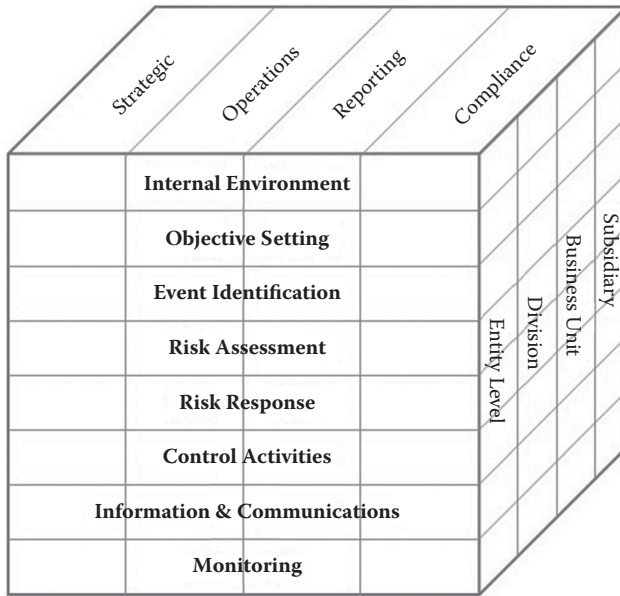 Strategic
Operations
Reporting
Compliance
Internal Environment
Objective Setting
Event Identification
Risk Assessment
Risk Response
Control Activities
Information & Communications
Monitoring
Entity Level
Division
Business Unit
Subsidiary